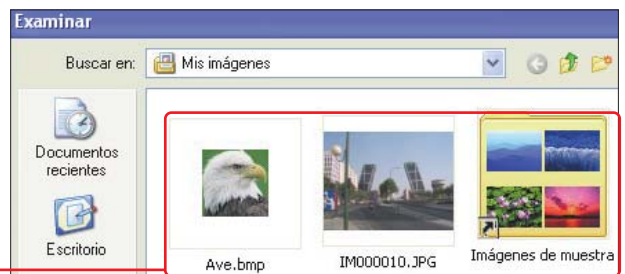 Examinar
Buscar en: Mis imágenes
Documentos
recientes
Escritorio
Ave.bmp
IM000010.JPG
Imágenes de muestra